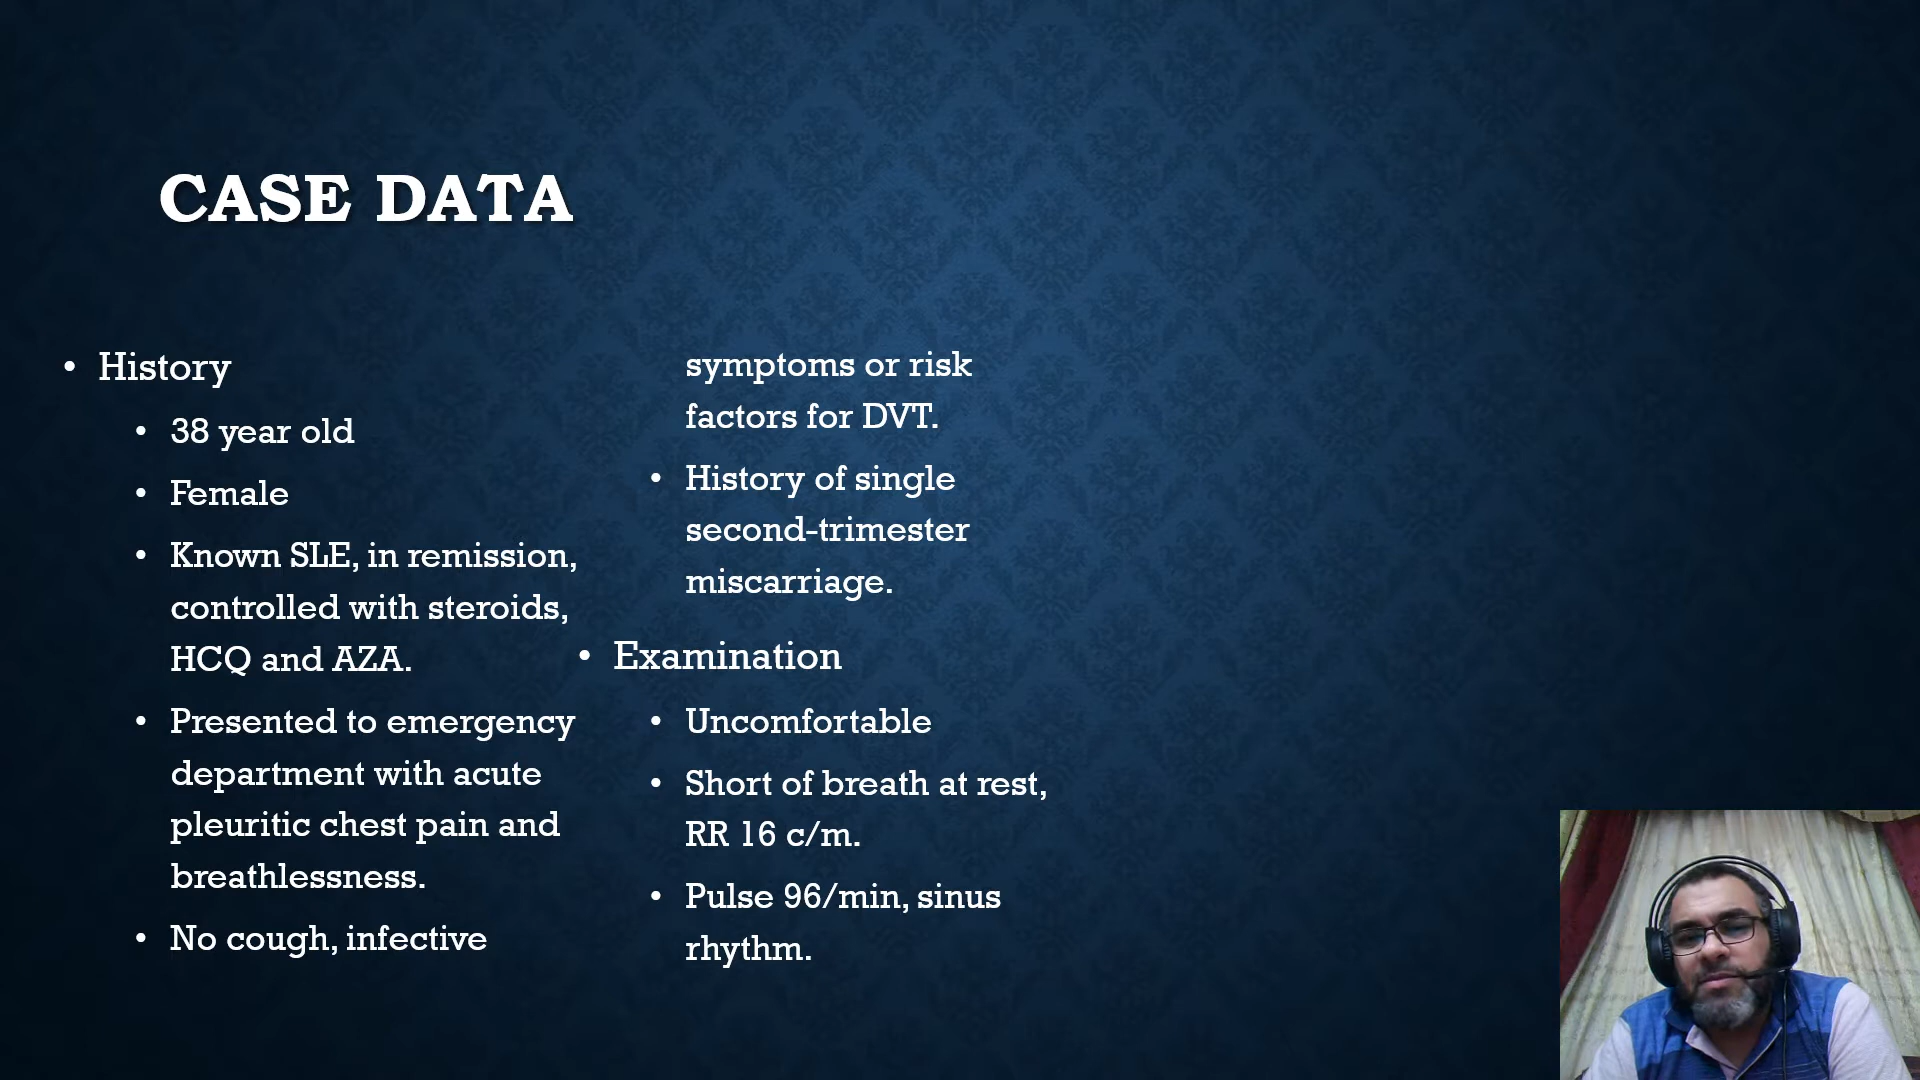 CASE DATA
• History
• 38 year old
• Female
• Known SLE, in remission,
controlled with steroids,
HCQ and AZA.
• Presented to emergency
department with acute
pleuritic chest pain and
breathlessness.
• No cough, infective
symptoms or risk
factors for DVT.
• History of single
second-trimester
miscarriage.
• Examination
• Uncomfortable
• Short of breath at rest,
RR 16 c/m.
• Pulse 96/min, sinus
rhythm.